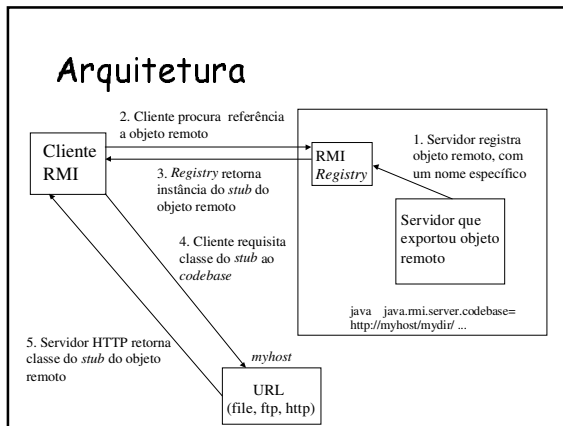 Arquitetura
2. Cliente procura referência
a objeto remoto
Cliente
RMI
RMI
Registry
1. Servidor registra
objeto remoto, com
um nome específico
3. Registry retorna
instância do stub do
objeto remoto
Servidor que
exportou objeto
remoto
4. Cliente requisita
classe do stub ao
codebase
java java.rmi.server.codebase=
http://myhost/mydir/ ...
5. Servidor HTTP retorna
classe do stub do objeto
remoto
myhost
URL
(file, ftp, http)